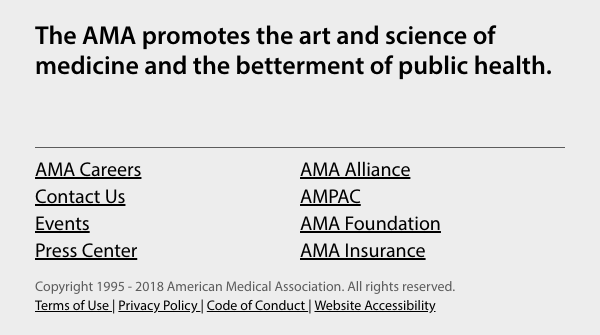 The AMA promotes the art and science of
medicine and the betterment of public health.
AMA Careers
Contact Us
Events
Press Center
AMA Alliance
AMPAC
AMA Foundation
AMA Insurance
Copyright 1995 - 2018 American Medical Association. All rights reserved.
Terms of Use | Privacy Policy | Code of Conduct | Website Accessibility